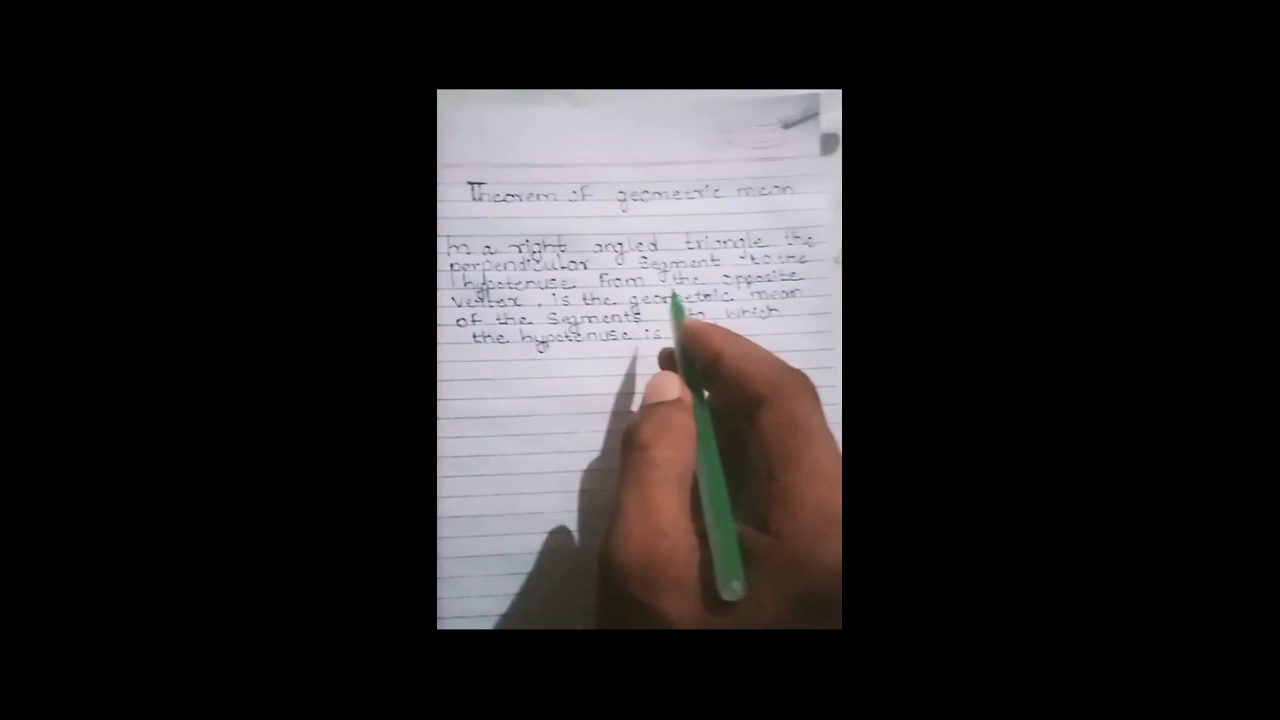 Theorem of geometric mean
In a right angled triangle the
perpendicular segment to the
hypotenuse from the opposite
vertex, is the geometric mean
of the segments which
the hypotenuse is